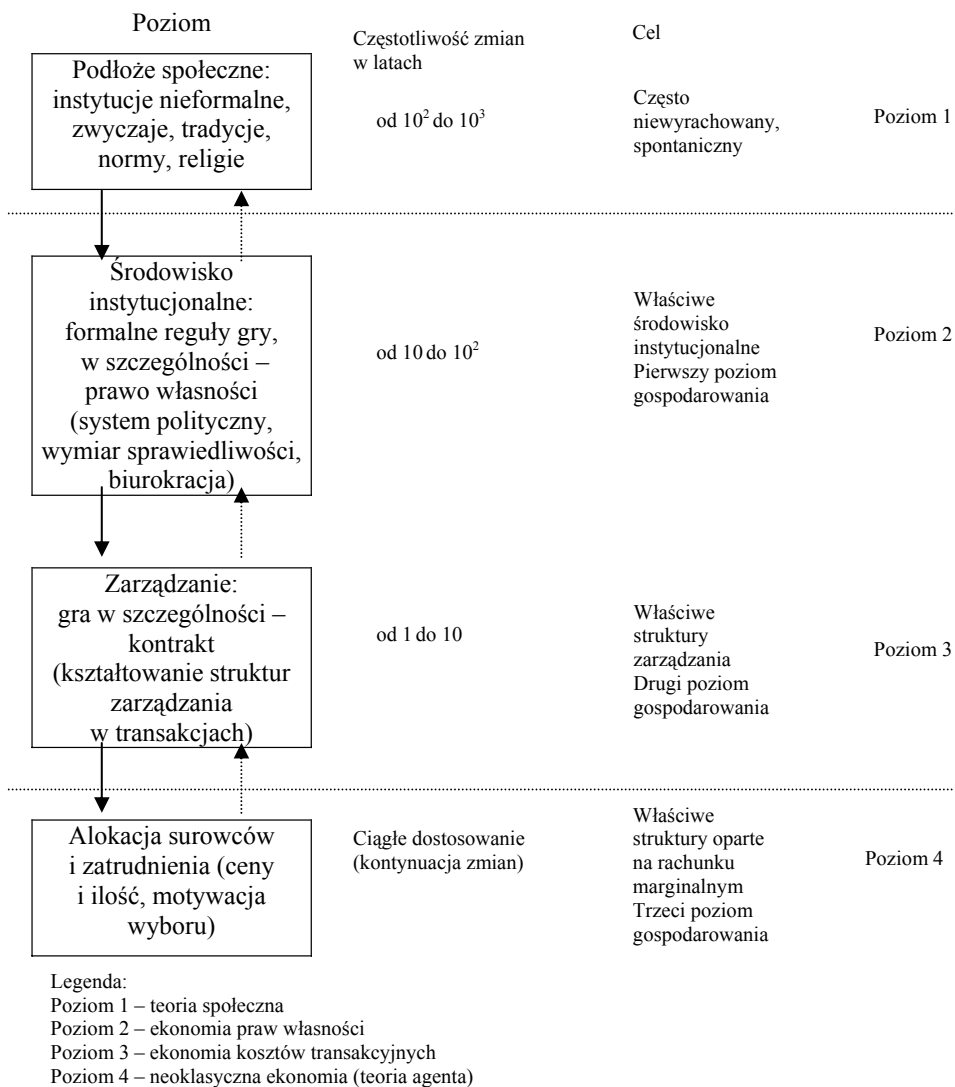 Poziom
Częstotliwość zmian
w latach
Cel
Podłoże społeczne:
instytucje nieformalne,
zwyczaje, tradycje,
normy, religie
od 10² do 10³
Często
niewyrachowany,
spontaniczny
Poziom 1
Środowisko
instytucjonalne:
formalne reguły gry,
w szczególności –
prawo własności
(system polityczny,
wymiar sprawiedliwości,
biurokracja)
od 10 do 10²
Właściwe
środowisko
instytucjonalne
Pierwszy poziom
gospodarowania
Poziom 2
Zarządzanie:
gra w szczególności –
kontrakt
(kształtowanie struktur
zarządzania
w transakcjach)
od 1 do 10
Właściwe
struktury
zarządzania
Drugi poziom
gospodarowania
Poziom 3
Alokacja surowców
i zatrudnienia (ceny
i ilość, motywacja
wyboru)
Ciągłe dostosowanie
(kontynuacja zmian)
Właściwe
struktury oparte
na rachunku
marginalnym
Trzeci poziom
gospodarowania
Poziom 4
Legenda:
Poziom 1 – teoria społeczna
Poziom 2 – ekonomia praw własności
Poziom 3 – ekonomia kosztów transakcyjnych
Poziom 4 – neoklasyczna ekonomia (teoria agenta)